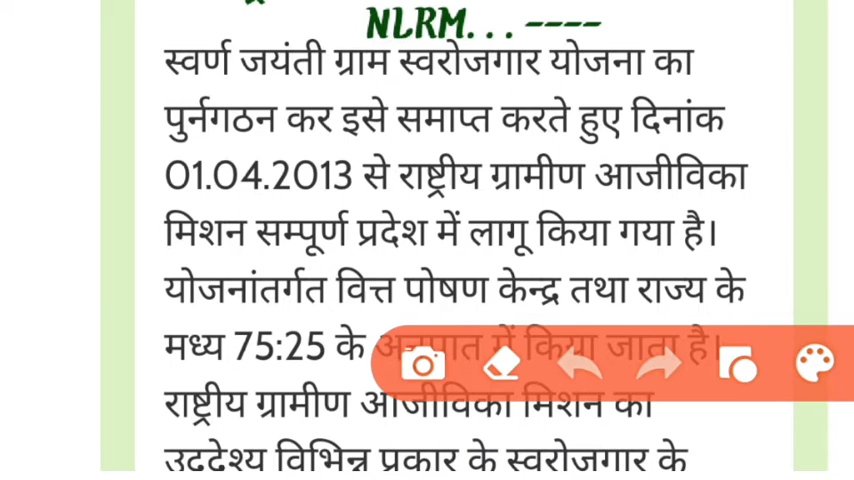 NLRM...----
स्वर्ण जयंती ग्राम स्वरोजगार योजना का
पुर्नगठन कर इसे समाप्त करते हुए दिनांक
01.04.2013 से राष्ट्रीय ग्रामीण आजीविका
मिशन सम्पूर्ण प्रदेश में लागू किया गया है।
योजनांतर्गत वित्त पोषण केन्द्र तथा राज्य के
मध्य 75:25 के अनुपात में किया जाता है।
राष्ट्रीय ग्रामीण आजीविका मिशन का
उद्देश्य विभिन्न प्रकार के स्वरोजगार के